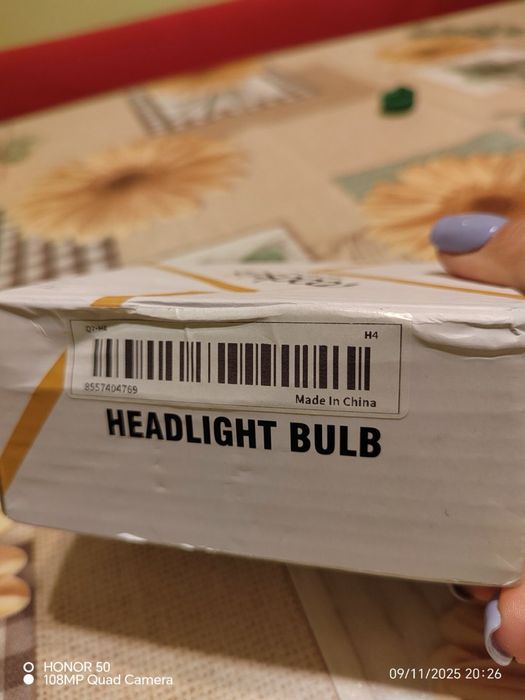 H4
8557404769
Made In China
HEADLIGHT BULB
HONOR 50
108MP Quad Camera
09/11/2025 20:26